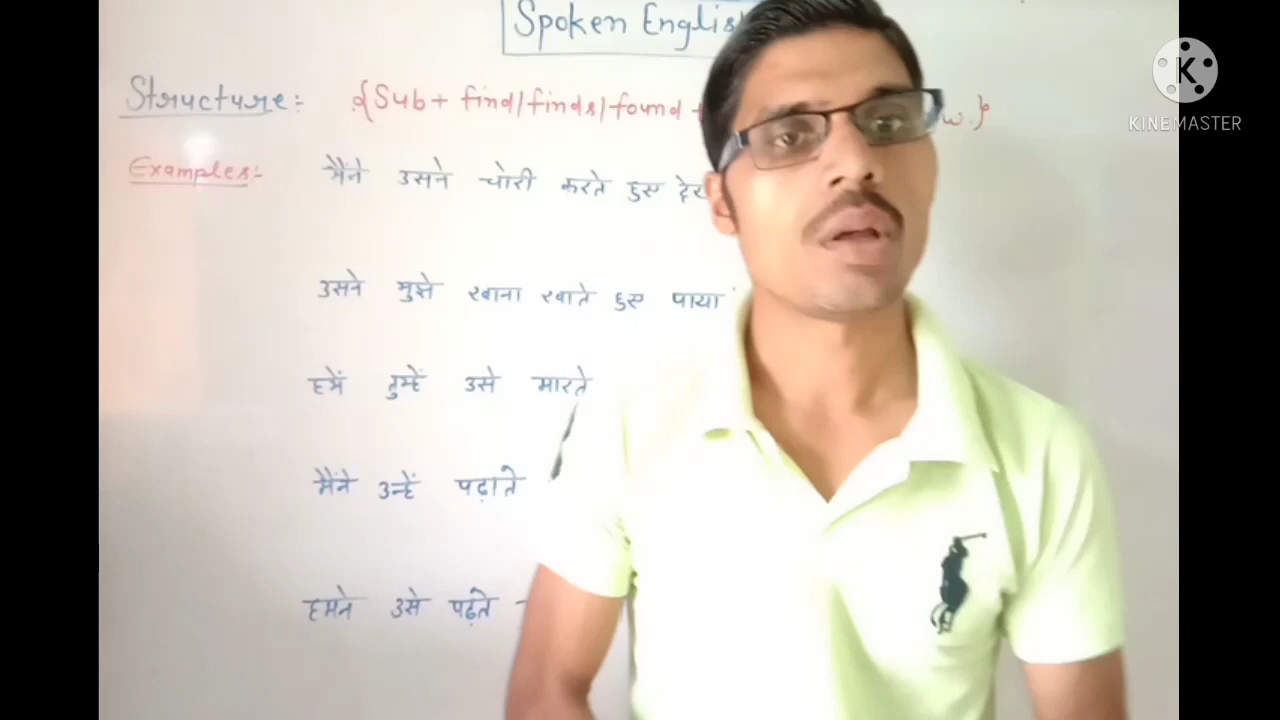 Spoken English
Structure:- {Sub + find/finds/found + w.}
Examples:- मैंने उसने चोरी करते हुए
उसने मुझे खाना खाते हुए पाया
हमें तुम्हें उसे मारते
मैंने उन्हें पढ़ाते
हमने उसे पढ़ते
K
KINEMASTER